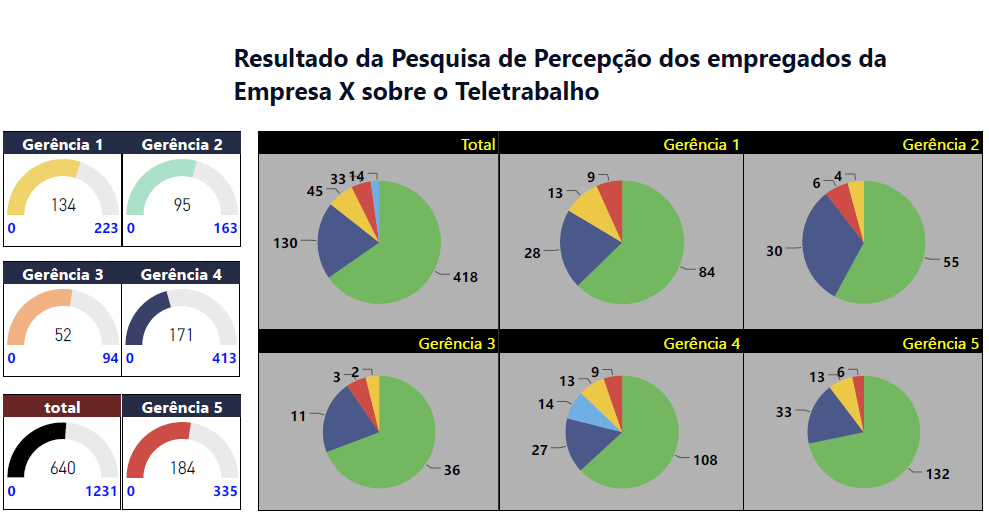 Resultado da Pesquisa de Percepção dos empregados da
Empresa X sobre o Teletrabalho
Gerência 1
134
0 223
Gerência 2
95
0 163
Gerência 3
52
0 94
Gerência 4
171
0 413
total
640
0 1231
Gerência 5
184
0 335
Total
14
33
45
130
418
Gerência 1
9
13
28
84
Gerência 2
4
6
30
55
Gerência 3
2
3
11
36
Gerência 4
9
13
14
27
108
Gerência 5
6
13
33
132